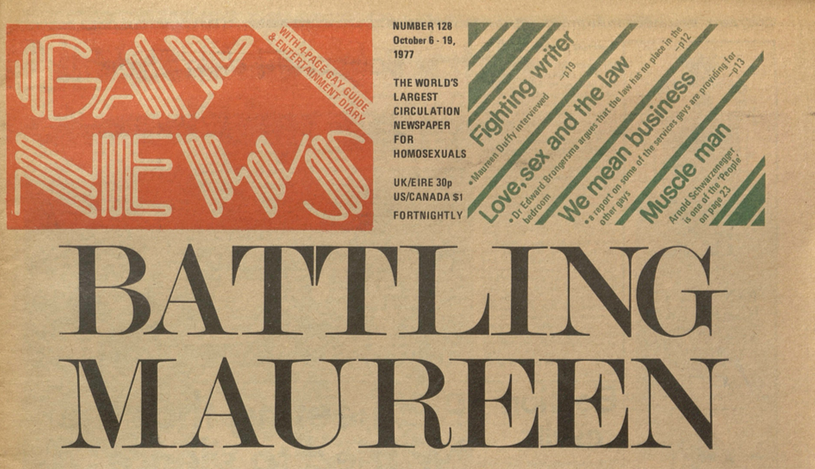 GAY
NEWS
WITH 4-PAGE GAY GUIDE
& ENTERTAINMENT DIARY
NUMBER 128
October 6 - 19,
1977
THE WORLD'S
LARGEST
CIRCULATION
NEWSPAPER
FOR
HOMOSEXUALS
UK/EIRE 30p
US/CANADA $1
FORTNIGHTLY
Fighting writer
• Maureen Duffy interviewed —p19
Love, sex and the law
• Dr Edward Brongersma argues that the law has no place in the
bedroom —p12
We mean business
• a report on some of the services gays are providing for
other gays —p13
Muscle man
Arnold Schwarzenegger
is one of the 'People'
on page 23
BATTLING
MAUREEN